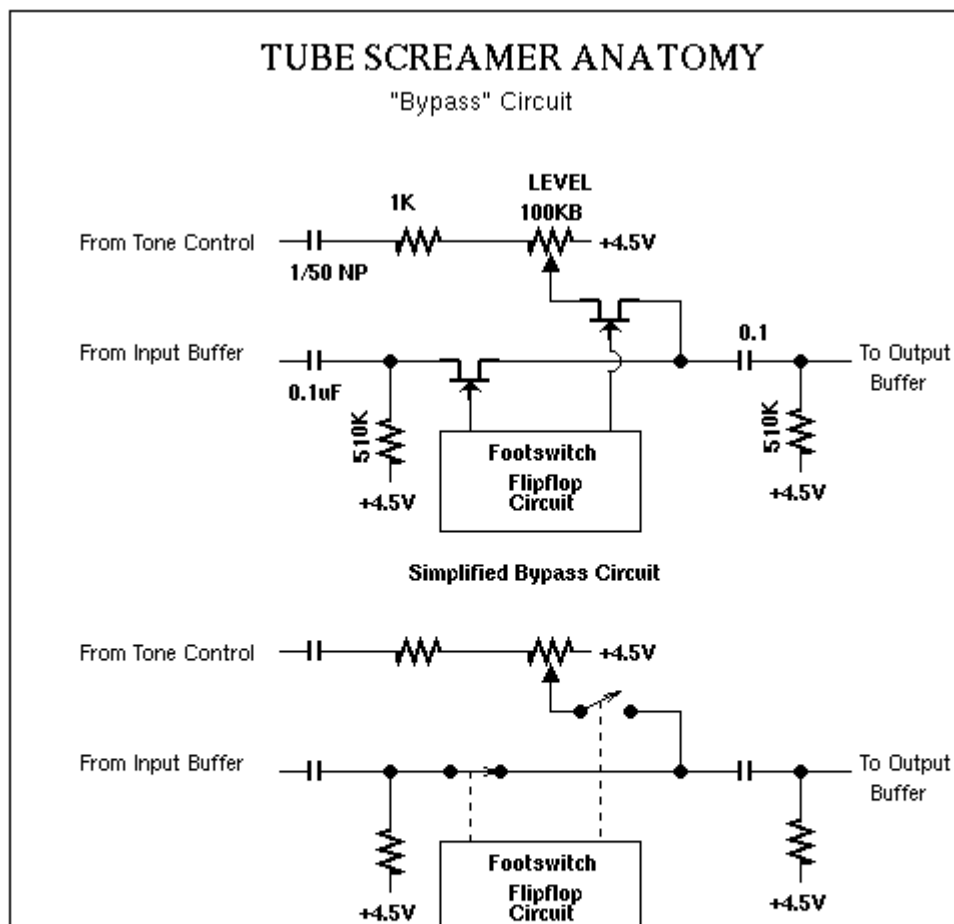 TUBE SCREAMER ANATOMY
"Bypass" Circuit
LEVEL
1K
100KB
From Tone Control
+4.5V
1/50 NP
0.1
From Input Buffer
To Output
Buffer
0.1uF
510K
510K
Footswitch
Flipflop
Circuit
+4.5V
+4.5V
Simplified Bypass Circuit
From Tone Control
+4.5V
From Input Buffer
To Output
Buffer
Footswitch
Flipflop
Circuit
+4.5V
+4.5V